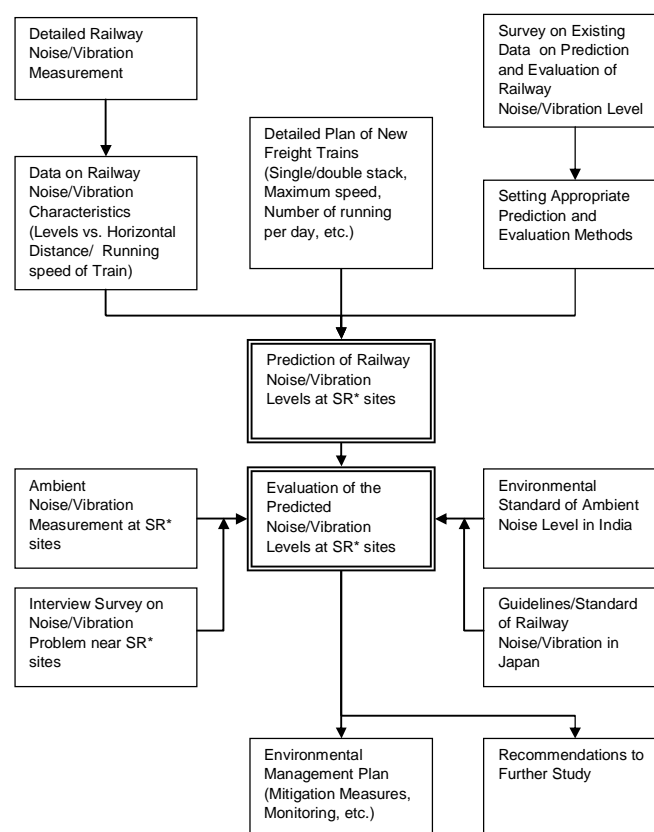 Detailed Railway
Noise/Vibration
Measurement
Survey on Existing
Data on Prediction
and Evaluation of
Railway
Noise/Vibration Level
Detailed Plan of New
Freight Trains
(Single/double stack,
Maximum speed,
Number of running
per day, etc.)
Data on Railway
Noise/Vibration
Characteristics
(Levels vs. Horizontal
Distance/ Running
speed of Train)
Setting Appropriate
Prediction and
Evaluation Methods
Prediction of Railway
Noise/Vibration
Levels at SR* sites
Ambient
Noise/Vibration
Measurement at SR*
sites
Evaluation of the
Predicted
Noise/Vibration
Levels at SR* sites
Environmental
Standard of Ambient
Noise Level in India
Interview Survey on
Noise/Vibration
Problem near SR*
sites
Guidelines/Standard
of Railway
Noise/Vibration in
Japan
Environmental
Management Plan
(Mitigation Measures,
Monitoring, etc.)
Recommendations to
Further Study